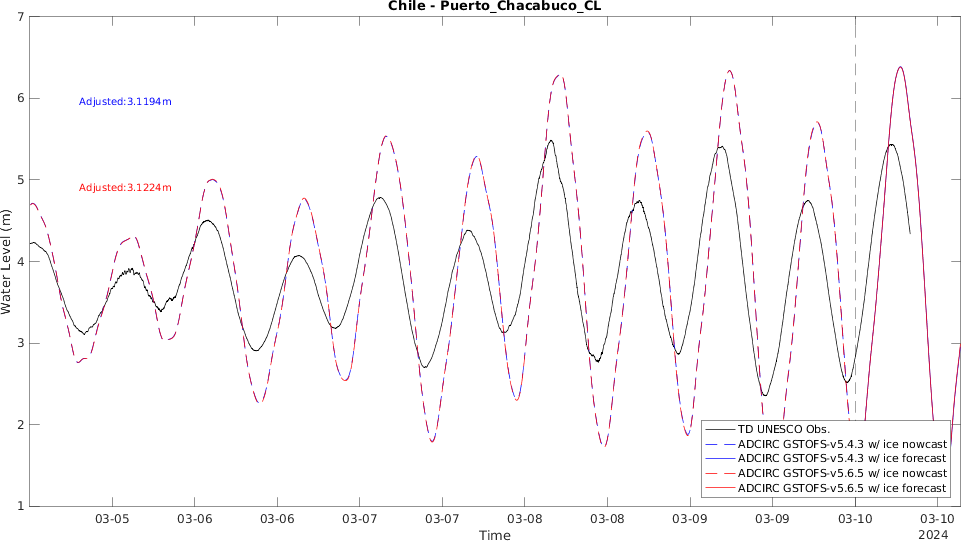 Chile - Puerto_Chacabuco_CL
7
6
5
4
3
2
1
Water Level (m)
Adjusted:3.1194m
Adjusted:3.1224m
TD UNESCO Obs.
ADCIRC GSTOFS-v5.4.3 w/ ice nowcast
ADCIRC GSTOFS-v5.4.3 w/ ice forecast
ADCIRC GSTOFS-v5.6.5 w/ ice nowcast
ADCIRC GSTOFS-v5.6.5 w/ ice forecast
03-05 03-06 03-06 03-07 03-07 03-08 03-08 03-09 03-09 03-10 03-10
Time
2024